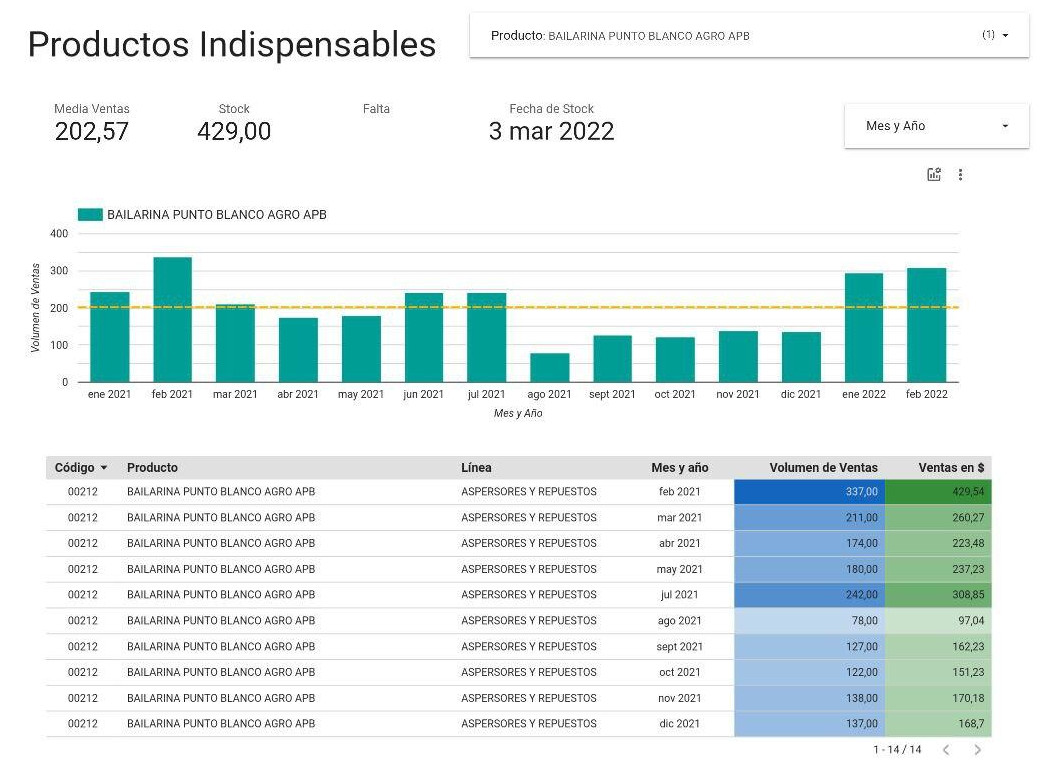 Productos Indispensables
Producto: BAILARINA PUNTO BLANCO AGRO APB (1)
Media Ventas Stock Falta Fecha de Stock
202,57 429,00 3 mar 2022
Mes y Año
BAILARINA PUNTO BLANCO AGRO APB
400
300
200
100
0
Volumen de Ventas
ene 2021 feb 2021 mar 2021 abr 2021 may 2021 jun 2021 jul 2021 ago 2021 sept 2021 oct 2021 nov 2021 dic 2021 ene 2022 feb 2022
Mes y Año
Código Producto Línea Mes y año Volumen de Ventas Ventas en $
00212 BAILARINA PUNTO BLANCO AGRO APB ASPERSORES Y REPUESTOS feb 2021 337,00 429,54
00212 BAILARINA PUNTO BLANCO AGRO APB ASPERSORES Y REPUESTOS mar 2021 211,00 260,27
00212 BAILARINA PUNTO BLANCO AGRO APB ASPERSORES Y REPUESTOS abr 2021 174,00 223,48
00212 BAILARINA PUNTO BLANCO AGRO APB ASPERSORES Y REPUESTOS may 2021 180,00 237,23
00212 BAILARINA PUNTO BLANCO AGRO APB ASPERSORES Y REPUESTOS jul 2021 242,00 308,85
00212 BAILARINA PUNTO BLANCO AGRO APB ASPERSORES Y REPUESTOS ago 2021 78,00 97,04
00212 BAILARINA PUNTO BLANCO AGRO APB ASPERSORES Y REPUESTOS sept 2021 127,00 162,23
00212 BAILARINA PUNTO BLANCO AGRO APB ASPERSORES Y REPUESTOS oct 2021 122,00 151,23
00212 BAILARINA PUNTO BLANCO AGRO APB ASPERSORES Y REPUESTOS nov 2021 138,00 170,18
00212 BAILARINA PUNTO BLANCO AGRO APB ASPERSORES Y REPUESTOS dic 2021 137,00 168,7
1 - 14 / 14